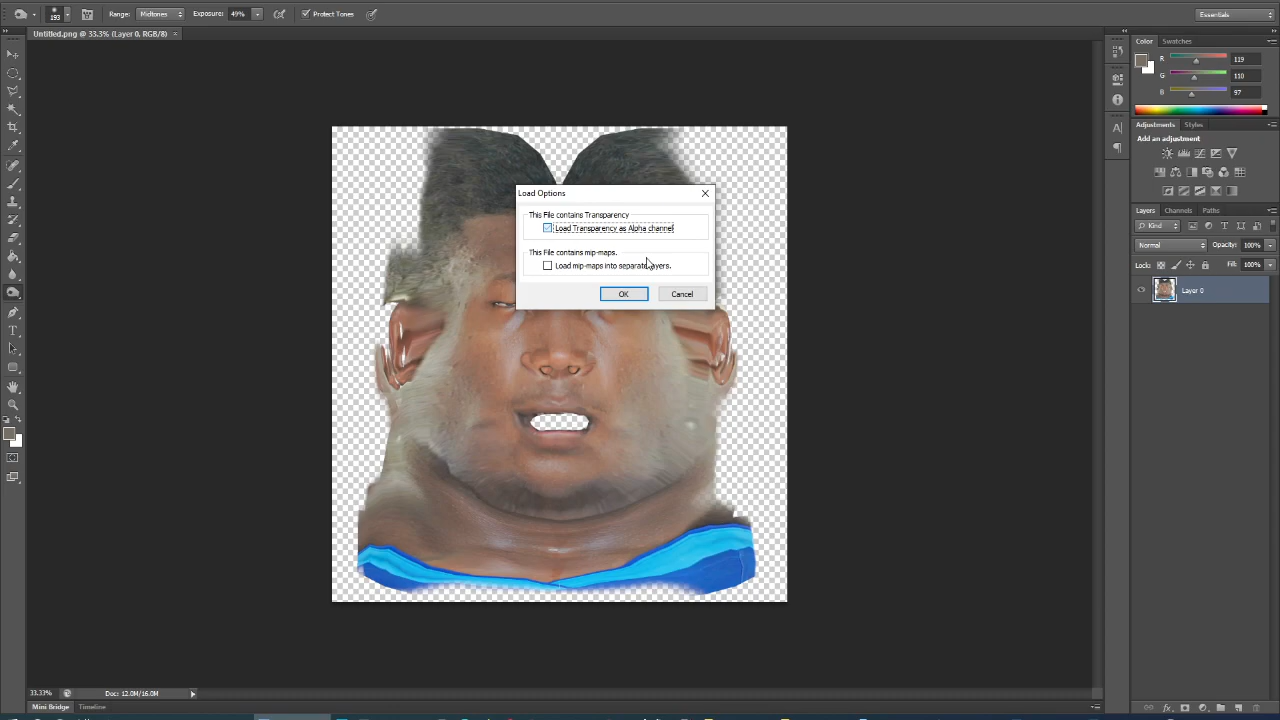 193
Range: Midtones
Exposure: 49%
Protect Tones
Essentials
Untitled.png @ 33.3% (Layer 0, RGB/8)
Color
Swatches
R
119
G
110
B
97
Adjustments
Styles
Add an adjustment
Layers
Channels
Paths
Kind
Normal
Opacity: 100%
Lock:
Fill: 100%
Layer 0
Load Options
This File contains Transparency
Load Transparency as Alpha channel
This File contains mip-maps.
Load mip-maps into separate layers.
OK
Cancel
33.33%
Doc: 12.0M/16.0M
Mini Bridge
Timeline